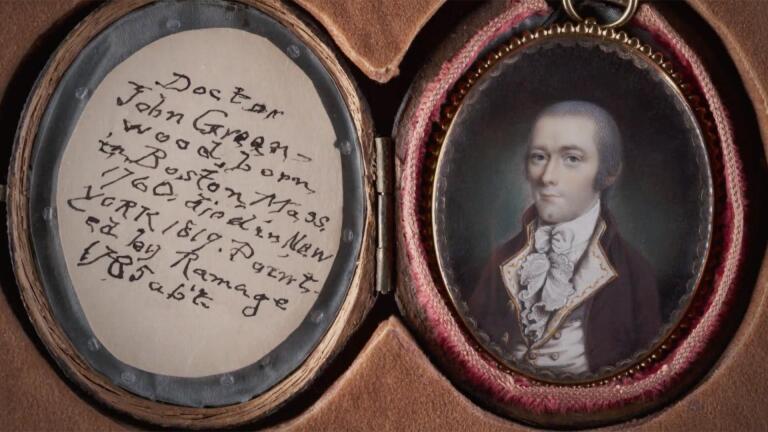 Doctor
John Green-
wood, born
in Boston, Mass,
1760, died in, New
YORK 1819. Paint-
ed by Ramage
1785 abt.